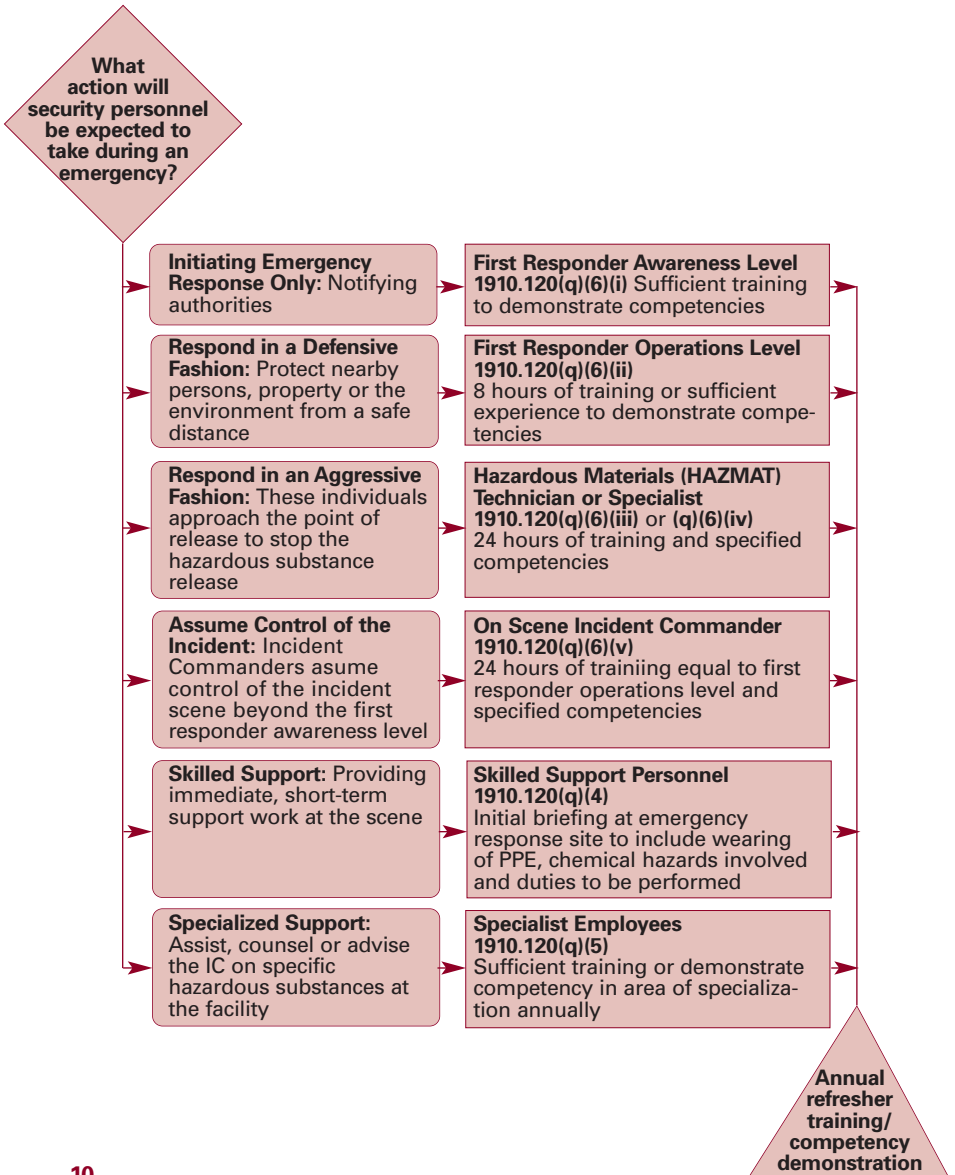 What
action will
security personnel
be expected to
take during an
emergency?
Initiating Emergency
Response Only: Notifying
authorities
First Responder Awareness Level
1910.120(q)(6)(i) Sufficient training
to demonstrate competencies
Respond in a Defensive
Fashion: Protect nearby
persons, property or the
environment from a safe
distance
First Responder Operations Level
1910.120(q)(6)(ii)
8 hours of training or sufficient
experience to demonstrate compe-
tencies
Respond in an Aggressive
Fashion: These individuals
approach the point of
release to stop the
hazardous substance
release
Hazardous Materials (HAZMAT)
Technician or Specialist
1910.120(q)(6)(iii) or (q)(6)(iv)
24 hours of training and specified
competencies
Assume Control of the
Incident: Incident
Commanders asume
control of the incident
scene beyond the first
responder awareness level
On Scene Incident Commander
1910.120(q)(6)(v)
24 hours of trainiing equal to first
responder operations level and
specified competencies
Skilled Support: Providing
immediate, short-term
support work at the scene
Skilled Support Personnel
1910.120(q)(4)
Initial briefing at emergency
response site to include wearing
of PPE, chemical hazards involved
and duties to be performed
Specialized Support:
Assist, counsel or advise
the IC on specific
hazardous substances at
the facility
Specialist Employees
1910.120(q)(5)
Sufficient training or demonstrate
competency in area of specializa-
tion annually
Annual
refresher
training/
competency
demonstration
10